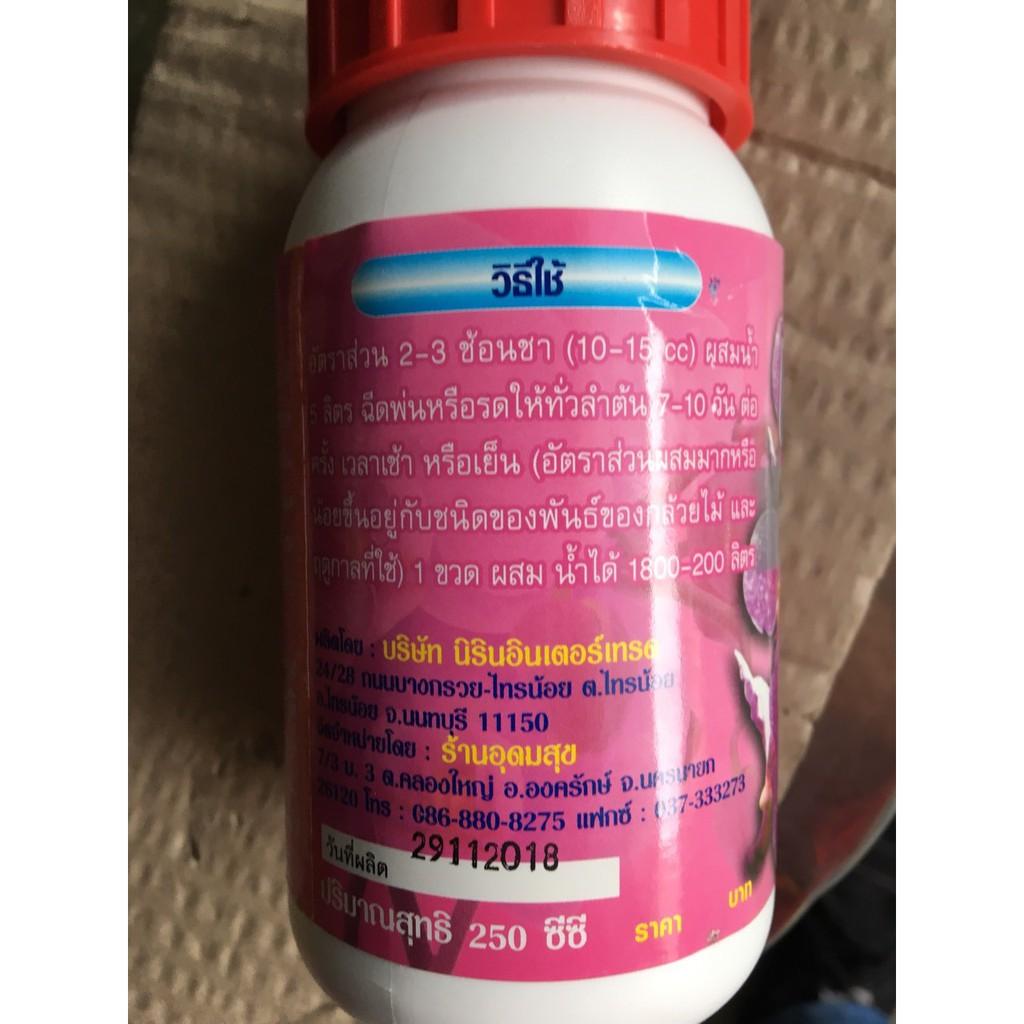 วิธีใช้
อัตราส่วน 2-3 ช้อนชา (10-15 cc) ผสมน้ำ
5 ลิตร ฉีดพ่นหรือรดให้ทั่วลำต้น 7-10 วัน ต่อ
ครั้ง เวลาเช้า หรือเย็น (อัตราส่วนผสมมากหรือ
น้อยขึ้นอยู่กับชนิดของพันธ์ของกล้วยไม้ และ
ฤดูกาลที่ใช้) 1 ขวด ผสม น้ำได้ 1800-200 ลิตร
ผลิตโดย : บริษัท นิรินอินเตอร์เทรด
24/28 ถนนบางกรวย-ไทรน้อย ต.ไทรน้อย
อ.ไทรน้อย จ.นนทบุรี 11150
จัดจำหน่ายโดย : ร้านอุดมสุข
7/3 ม. 3 ต.คลองใหญ่ อ.องครักษ์ จ.นครนายก
26120 โทร : 086-880-8275 แฟกซ์ : 037-333273
วันที่ผลิต 29112018
ปริมาณสุทธิ 250 ซีซี ราคา บาท